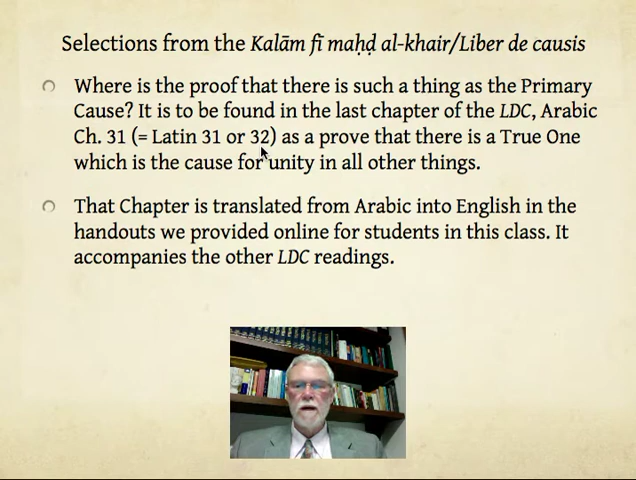 Selections from the Kalām fī maḥḍ al-khair/Liber de causis
Where is the proof that there is such a thing as the Primary
Cause? It is to be found in the last chapter of the LDC, Arabic
Ch. 31 (= Latin 31 or 32) as a prove that there is a True One
which is the cause for unity in all other things.
That Chapter is translated from Arabic into English in the
handouts we provided online for students in this class. It
accompanies the other LDC readings.